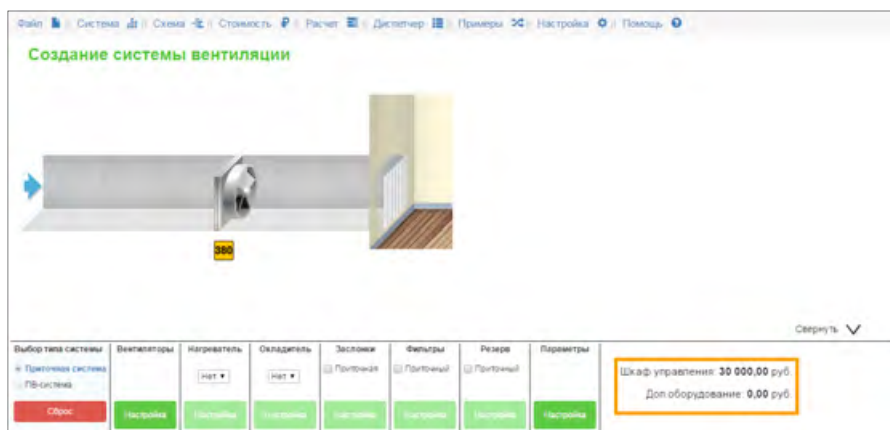 Файл Система Схема Стоимость Расчет Диспетчер Примеры Настройка Помощь
Создание системы вентиляции
380
Свернуть
Выбор типа системы Вентиляторы Нагреватель Охладитель Заслонки Фильтры Резерв Параметры
Приточная система Нет Нет Приточная Приточный Приточный
ПВ-система
Шкаф управления: 30 000,00 руб.
Доп оборудование: 0,00 руб.
Сброс Настройка Настройка Настройка Настройка Настройка Настройка Настройка